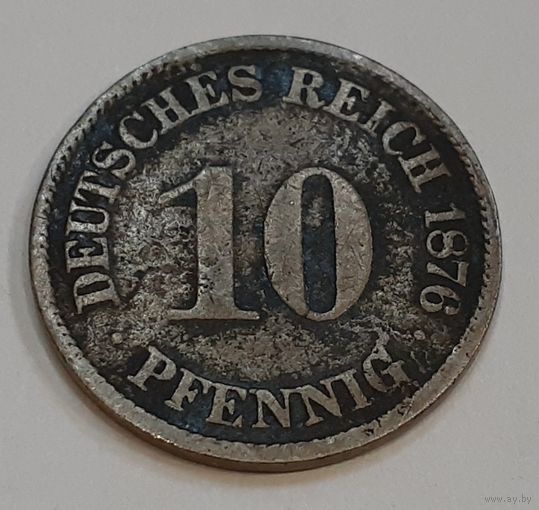 DEUTSCHES REICH 1876
10
· PFENNIG ·
www.ay.by